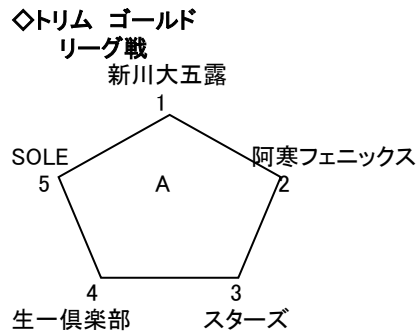 ◇トリム ゴールド
リーグ戦
新川大五露
1
SOLE
阿寒フェニックス
5
A
2
4
3
生一倶楽部
スターズ